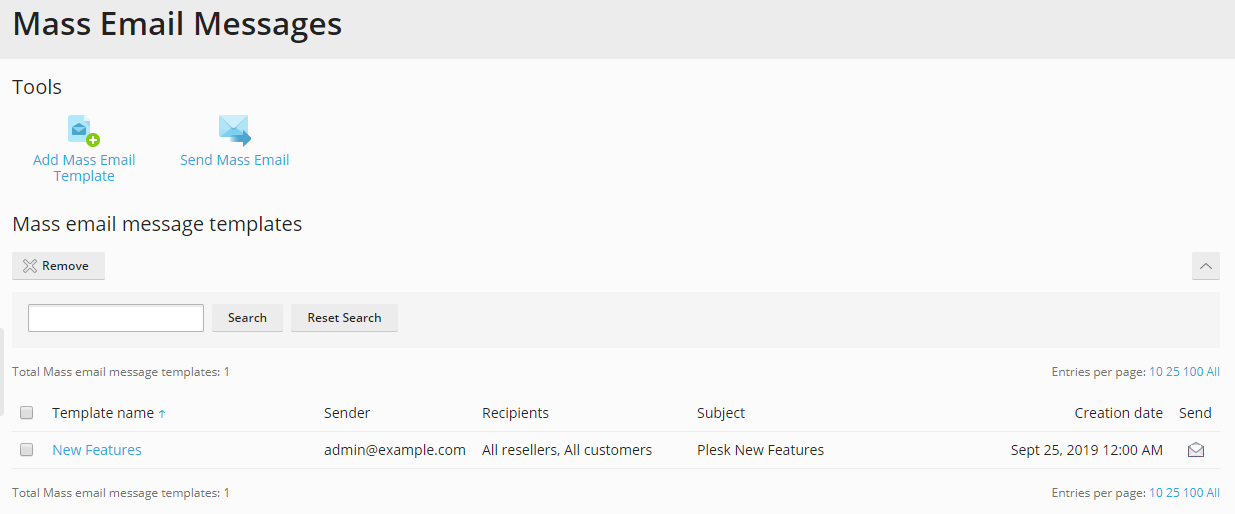 Mass Email Messages
Tools
Add Mass Email
Template
Send Mass Email
Mass email message templates
Remove
Search Reset Search
Total Mass email message templates: 1 Entries per page: 10 25 100 All
Template name ↑ Sender Recipients Subject Creation date Send
New Features admin@example.com All resellers, All customers Plesk New Features Sept 25, 2019 12:00 AM
Total Mass email message templates: 1 Entries per page: 10 25 100 All